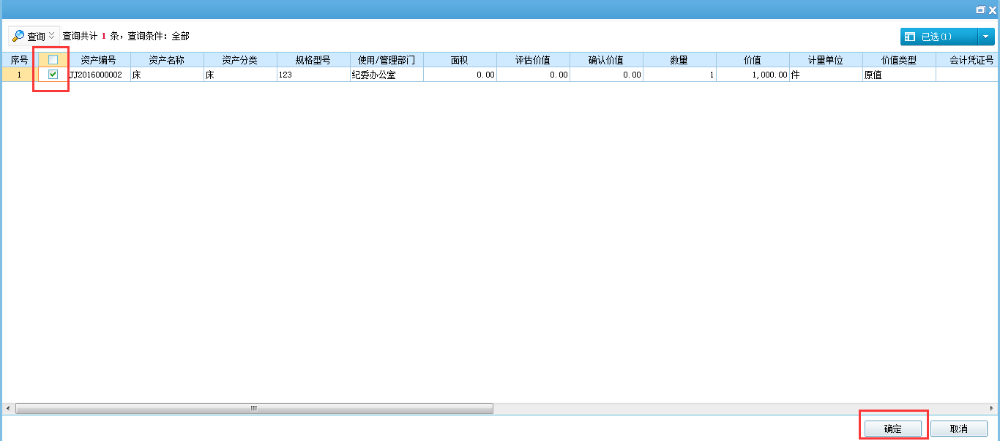 查询 查询共计 1 条，查询条件：全部 已选(1)
序号 资产编号 资产名称 资产分类 规格型号 使用/管理部门 面积 评估价值 确认价值 数量 价值 计量单位 价值类型 会计凭证号
1 JJ2016000002 床 床 123 纪委办公室 0.00 0.00 0.00 1 1,000.00 件 原值
确定 取消